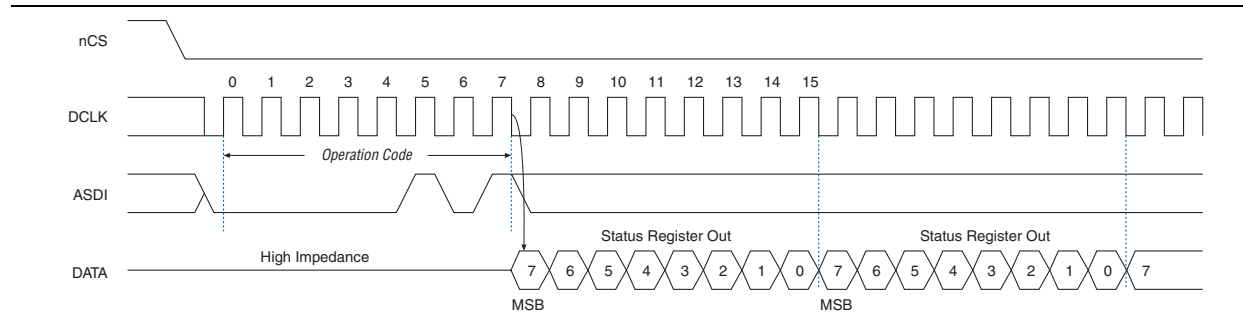 nCS
0 1 2 3 4 5 6 7 8 9 10 11 12 13 14 15
DCLK
Operation Code
ASDI
Status Register Out Status Register Out
High Impedance
DATA 7 6 5 4 3 2 1 0 7 6 5 4 3 2 1 0 7
MSB MSB